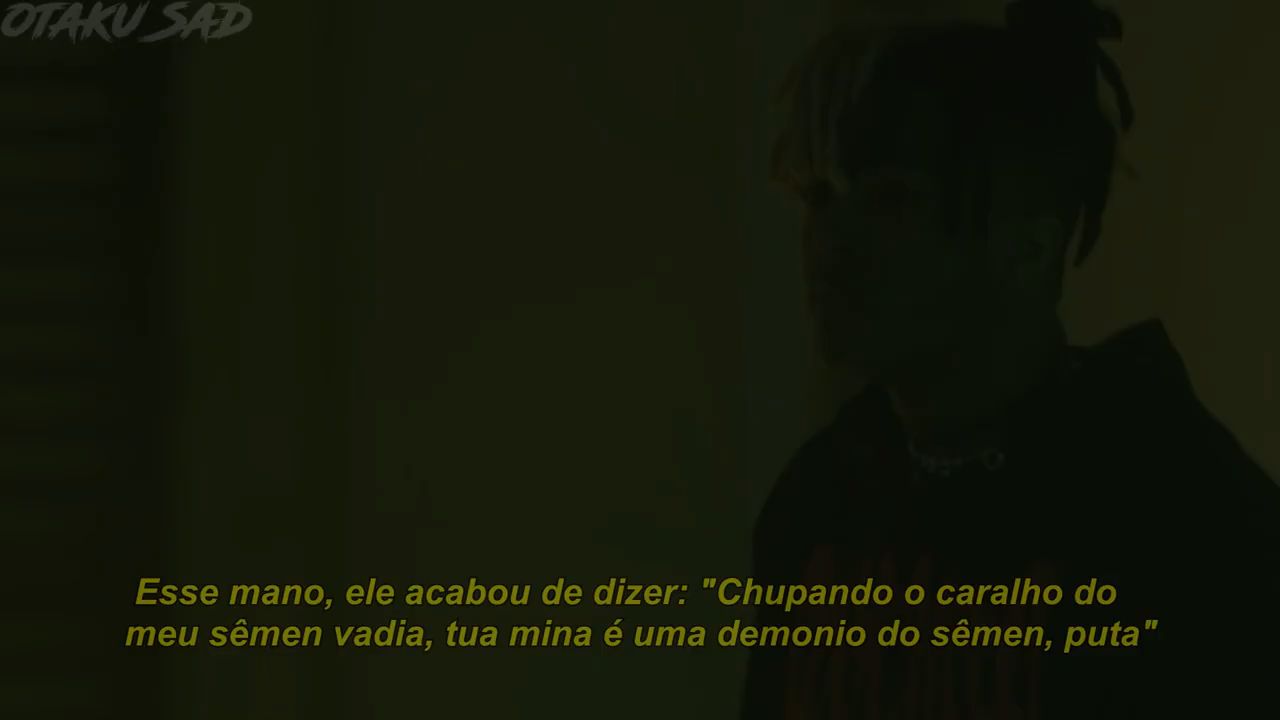 OTAKU SAD
Esse mano, ele acabou de dizer: "Chupando o caralho do
meu sêmen vadia, tua mina é uma demonio do sêmen, puta"